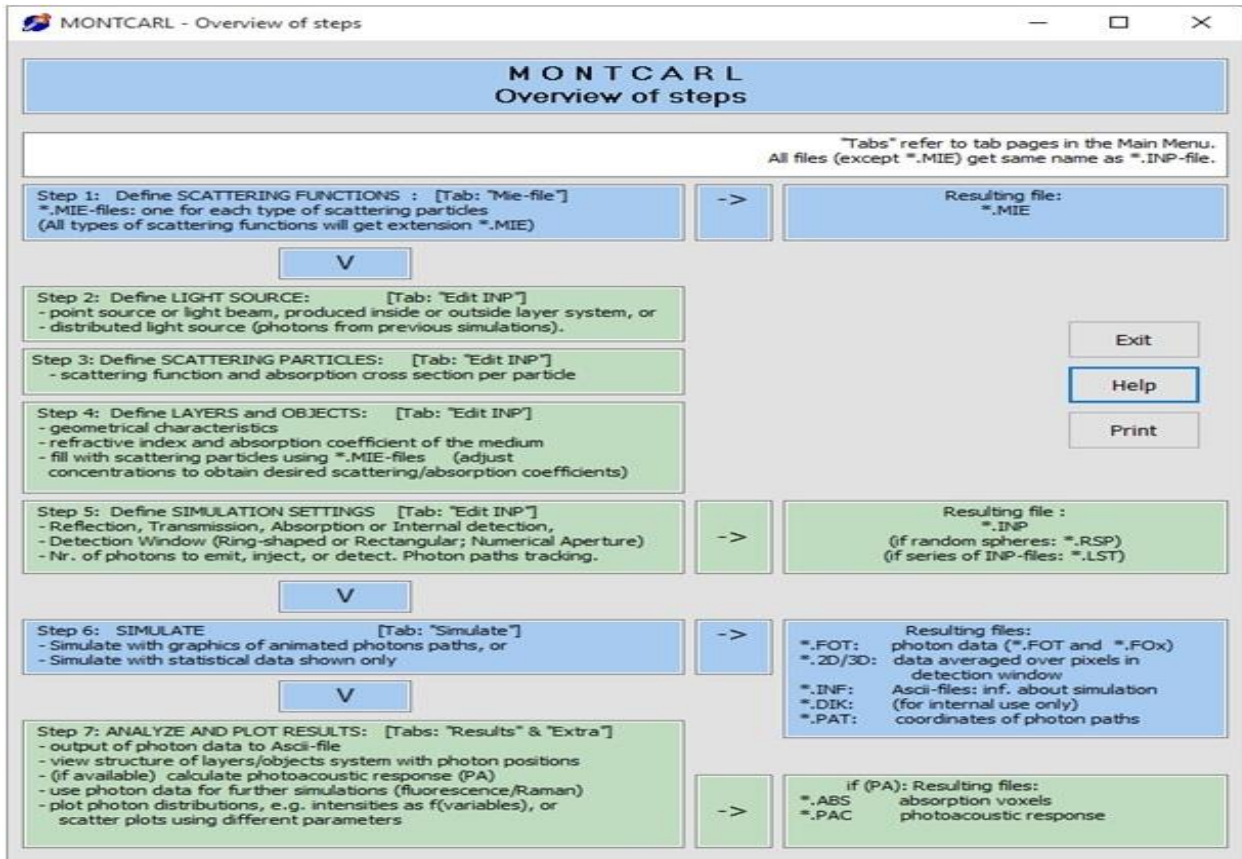 MONTCARL - Overview of steps
M O N T C A R L
Overview of steps
"Tabs" refer to tab pages in the Main Menu.
All files (except *.MIE) get same name as *.INP-file.
Step 1: Define SCATTERING FUNCTIONS : [Tab: "Mie-file"]
*.MIE-files: one for each type of scattering particles
(All types of scattering functions will get extension *.MIE)
->
Resulting file:
*.MIE
V
Step 2: Define LIGHT SOURCE: [Tab: "Edit INP"]
- point source or light beam, produced inside or outside layer system, or
- distributed light source (photons from previous simulations).
Step 3: Define SCATTERING PARTICLES: [Tab: "Edit INP"]
- scattering function and absorption cross section per particle
Exit
Help
Print
Step 4: Define LAYERS and OBJECTS: [Tab: "Edit INP"]
- geometrical characteristics
- refractive index and absorption coefficient of the medium
- fill with scattering particles using *.MIE-files (adjust
concentrations to obtain desired scattering/absorption coefficients)
Step 5: Define SIMULATION SETTINGS [Tab: "Edit INP"]
- Reflection, Transmission, Absorption or Internal detection,
- Detection Window (Ring-shaped or Rectangular; Numerical Aperture)
- Nr. of photons to emit, inject, or detect. Photon paths tracking.
->
Resulting file :
*.INP
(if random spheres: *.RSP)
(if series of INP-files: *.LST)
V
Step 6: SIMULATE [Tab: "Simulate"]
- Simulate with graphics of animated photons paths, or
- Simulate with statistical data shown only
->
Resulting files:
*.FOT: photon data (*.FOT and *.FOx)
*.2D/3D: data averaged over pixels in
detection window
*.INF: Ascii-files: inf. about simulation
*.DIK: (for internal use only)
*.PAT: coordinates of photon paths
V
Step 7: ANALYZE AND PLOT RESULTS: [Tabs: "Results" & "Extra"]
- output of photon data to Ascii-file
- view structure of layers/objects system with photon positions
- (if available) calculate photoacoustic response (PA)
- use photon data for further simulations (fluorescence/Raman)
- plot photon distributions, e.g. intensities as f(variables), or
scatter plots using different parameters
->
if (PA): Resulting files:
*.ABS absorption voxels
*.PAC photoacoustic response